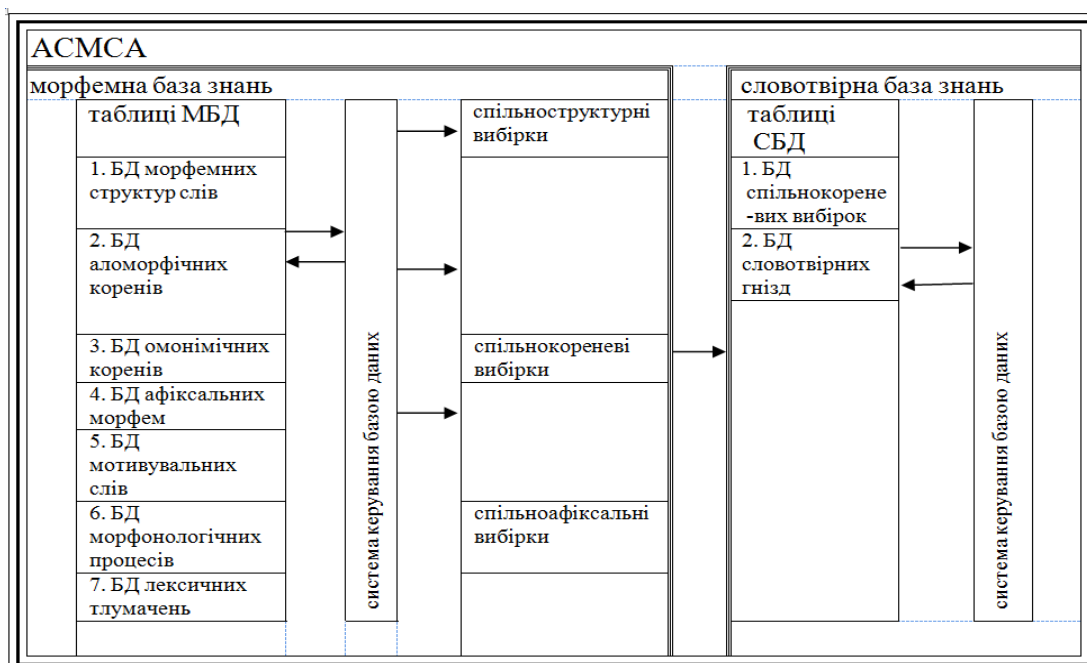 АСМСА
морфемна база знань
таблиці МБД
1. БД морфемних
структур слів
2. БД
аломорфічних
коренів
3. БД омонімічних
коренів
4. БД афіксальних
морфем
5. БД
мотивувальних
слів
6. БД
морфонологічних
процесів
7. БД лексичних
тлумачень
система керування базою даних
спільноструктурні
вибірки
спільнокореневі
вибірки
спільноафіксальні
вибірки
словотвірна база знань
таблиці
СБД
1. БД
спільнокорене
-вих вибірок
2. БД
словотвірних
гнізд
система керування базою даних